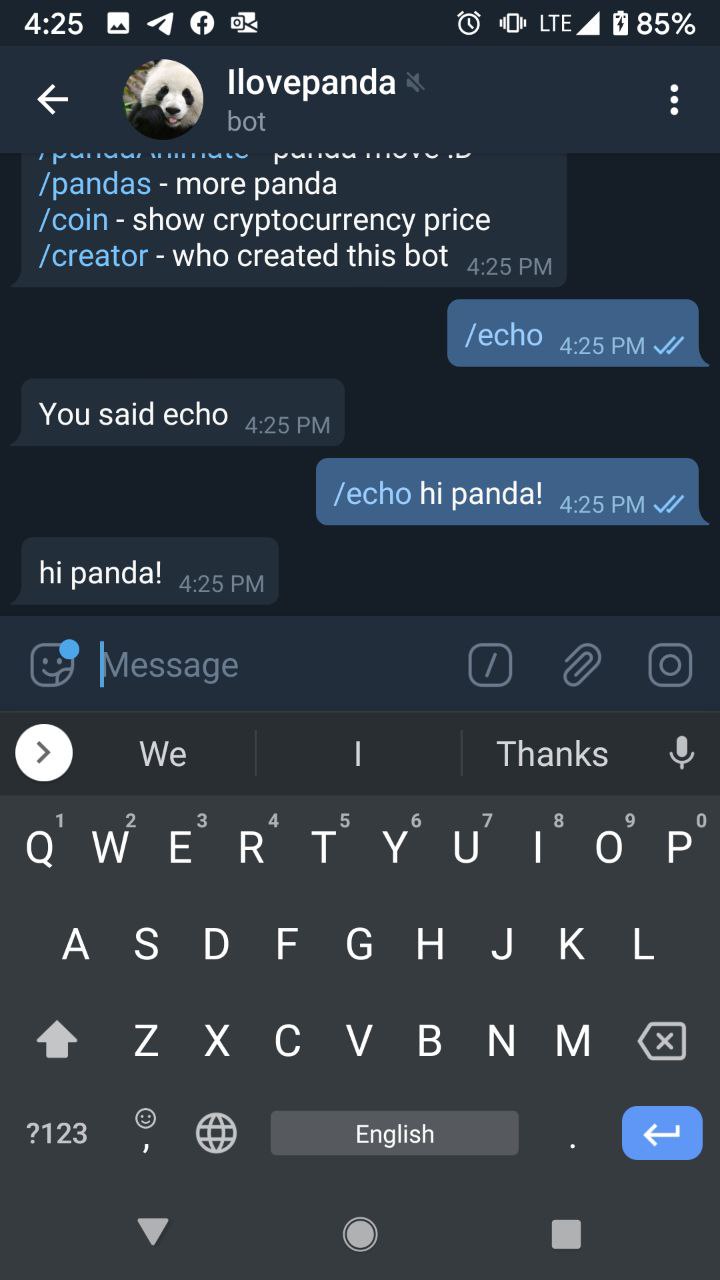 4:25 LTE 85%
Ilovepanda
bot
/pandaAnimate - panda move :D
/pandas - more panda
/coin - show cryptocurrency price
/creator - who created this bot 4:25 PM
/echo 4:25 PM
You said echo 4:25 PM
/echo hi panda! 4:25 PM
hi panda! 4:25 PM
Message
We I Thanks
1 2 3 4 5 6 7 8 9 0
Q W E R T Y U I O P
A S D F G H J K L
Z X C V B N M
?123 , English .